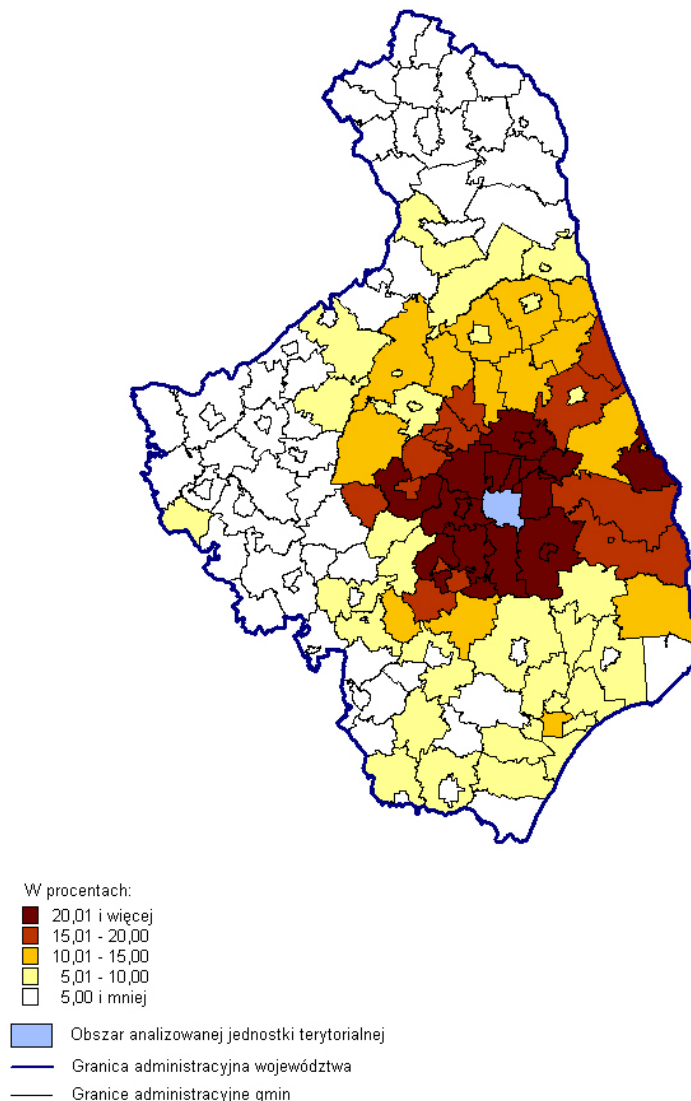 W procentach:
20,01 i więcej
15,01 - 20,00
10,01 - 15,00
5,01 - 10,00
5,00 i mniej
Obszar analizowanej jednostki terytorialnej
Granica administracyjna województwa
Granice administracyjne gmin